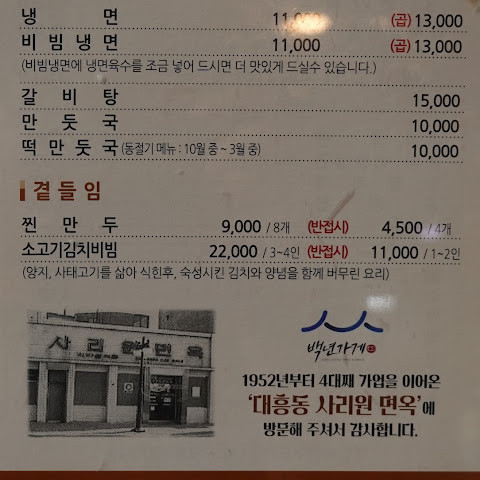 냉 면 11,000 (곱) 13,000
비 빔 냉 면 11,000 (곱) 13,000
(비빔냉면에 냉면육수를 조금 넣어 드시면 더 맛있게 드실수 있습니다.)
갈 비 탕 15,000
만 둣 국 10,000
떡 만 둣 국 (동절기 메뉴 : 10월 중 ~ 3월 중) 10,000
곁 들 임
찐 만 두 9,000 / 8개 (반접시) 4,500 / 4개
소고기김치비빔 22,000 / 3~4인 (반접시) 11,000 / 1~2인
(양지, 사태고기를 삶아 식힌후, 숙성시킨 김치와 양념을 함께 버무린 요리)
사 리 원 면 옥
백년가게
1952년부터 4대째 가업을 이어온
‘대흥동 사리원 면옥’에
방문해 주셔서 감사합니다.